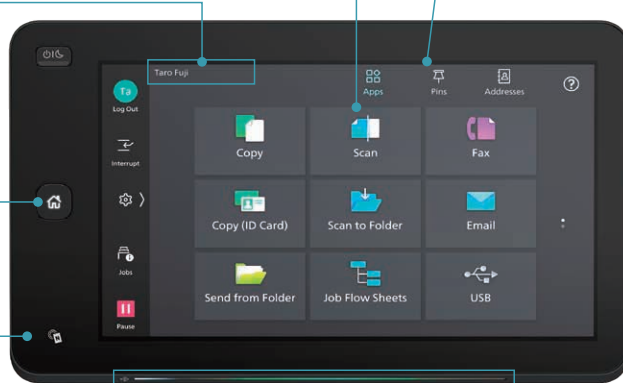 Taro Fuji
Apps
Pins
Addresses
?
Ta
Log Out
Interrupt
Jobs
Pause
Copy
Scan
Fax
Copy (ID Card)
Scan to Folder
Email
Send from Folder
Job Flow Sheets
USB